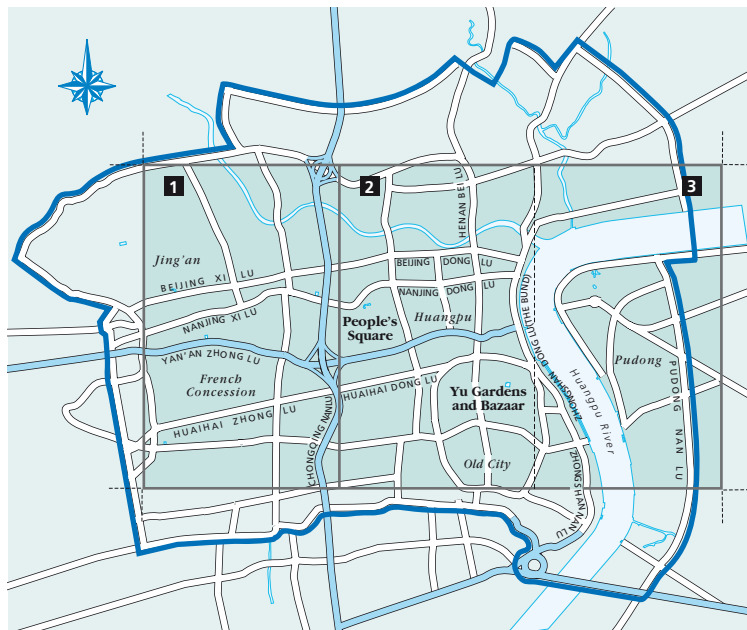 1
2
3
HENAN BEI LU
Jing'an
BEIJING XI LU
BEIJING DONG LU
NANJING DONG LU
NANJING XI LU
People's
Square
Huangpu
ZHONGSHAN DONG LU (THE BUND)
YAN'AN ZHONG LU
Huangpu River
Pudong
PUDONG NAN LU
French
Concession
HUAIHAI DONG LU
Yu Gardens
and Bazaar
HUAIHAI ZHONG LU
CHONGQING NAN LU
Old City
ZHONGSHAN NAN LU